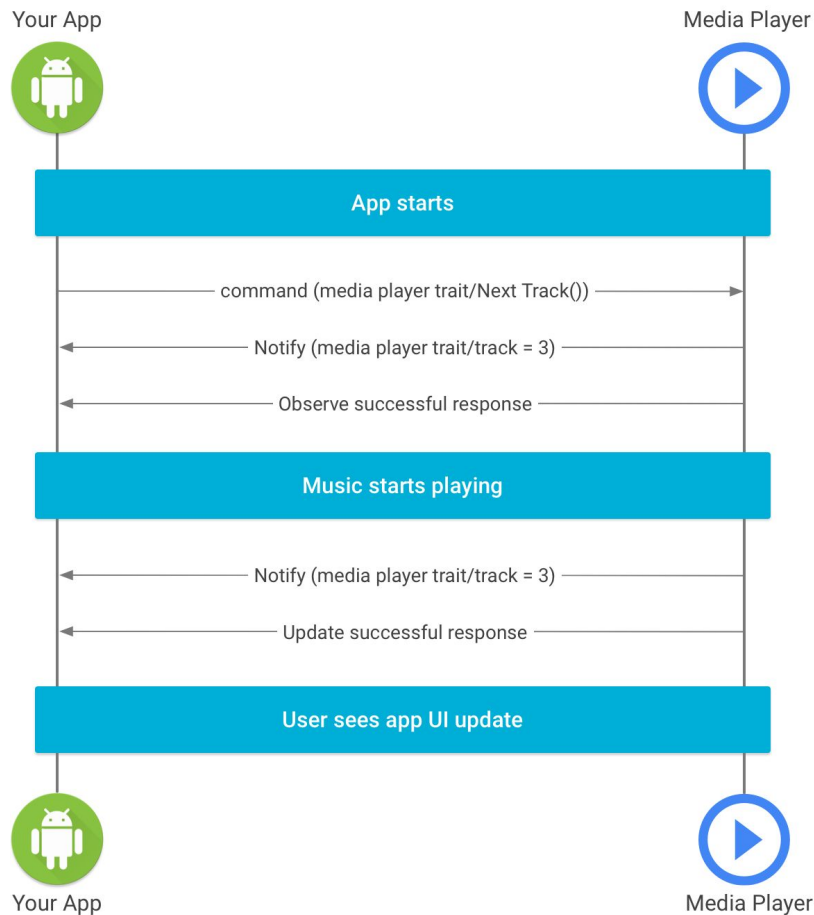 Your App
Media Player
App starts
command (media player trait/Next Track())
Notify (media player trait/track = 3)
Observe successful response
Music starts playing
Notify (media player trait/track = 3)
Update successful response
User sees app UI update
Your App
Media Player